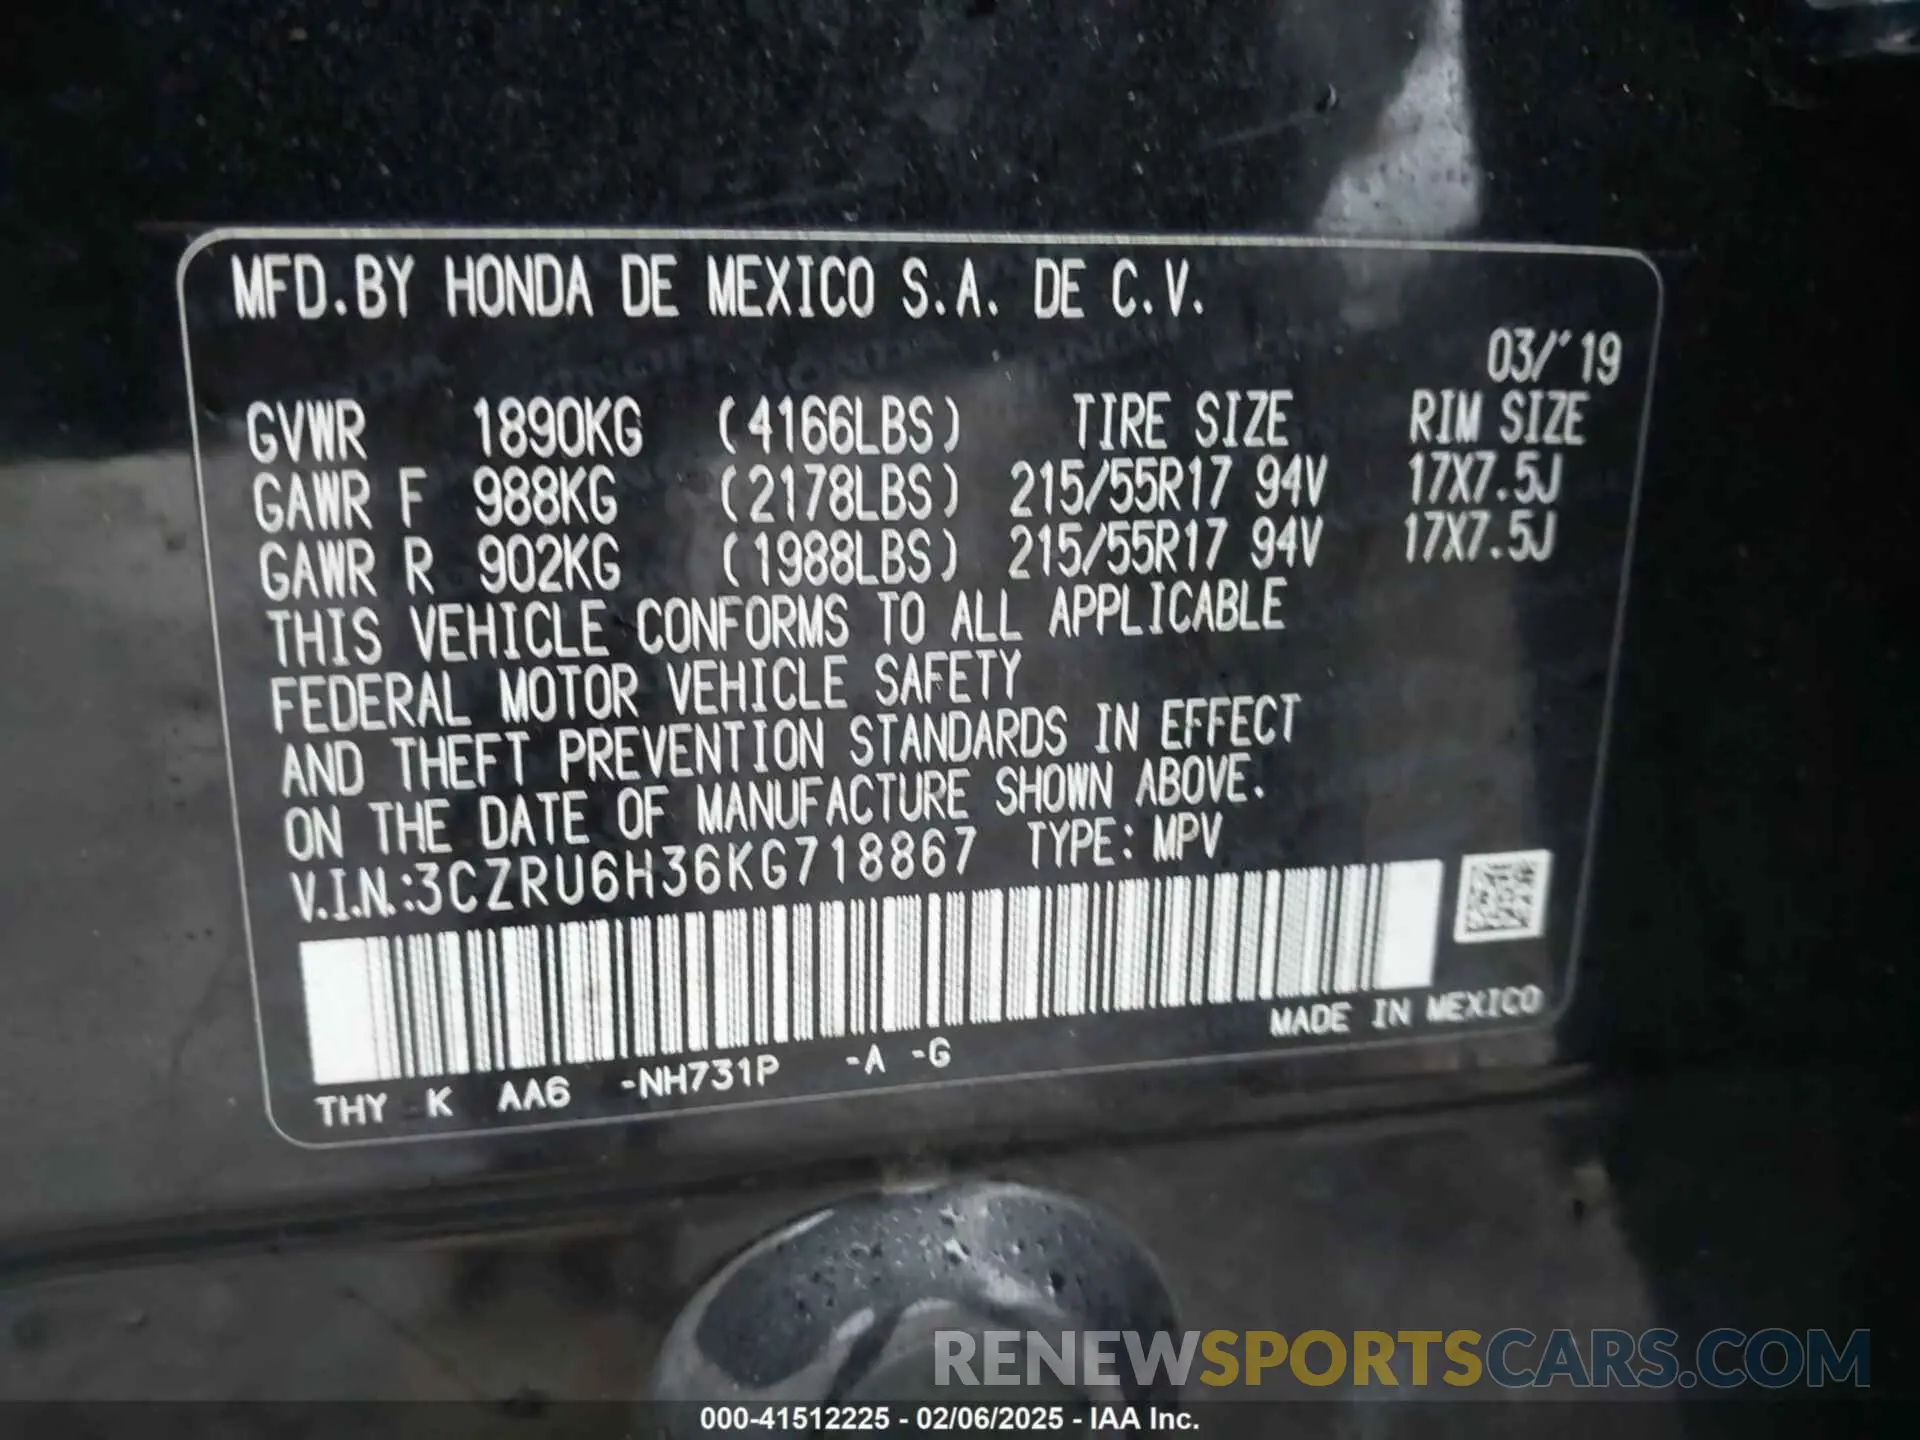 MFD.BY HONDA DE MEXICO S.A. DE C.V.
03/'19
GVWR 1890KG (4166LBS) TIRE SIZE RIM SIZE
GAWR F 988KG (2178LBS) 215/55R17 94V 17X7.5J
GAWR R 902KG (1988LBS) 215/55R17 94V 17X7.5J
THIS VEHICLE CONFORMS TO ALL APPLICABLE
FEDERAL MOTOR VEHICLE SAFETY
AND THEFT PREVENTION STANDARDS IN EFFECT
ON THE DATE OF MANUFACTURE SHOWN ABOVE.
V.I.N.:3CZRU6H36KG718867 TYPE: MPV
MADE IN MEXICO
THY K AA6 -NH731P -A -G
RENEWSPORTSCARS.COM
000-41512225 - 02/06/2025 - IAA Inc.